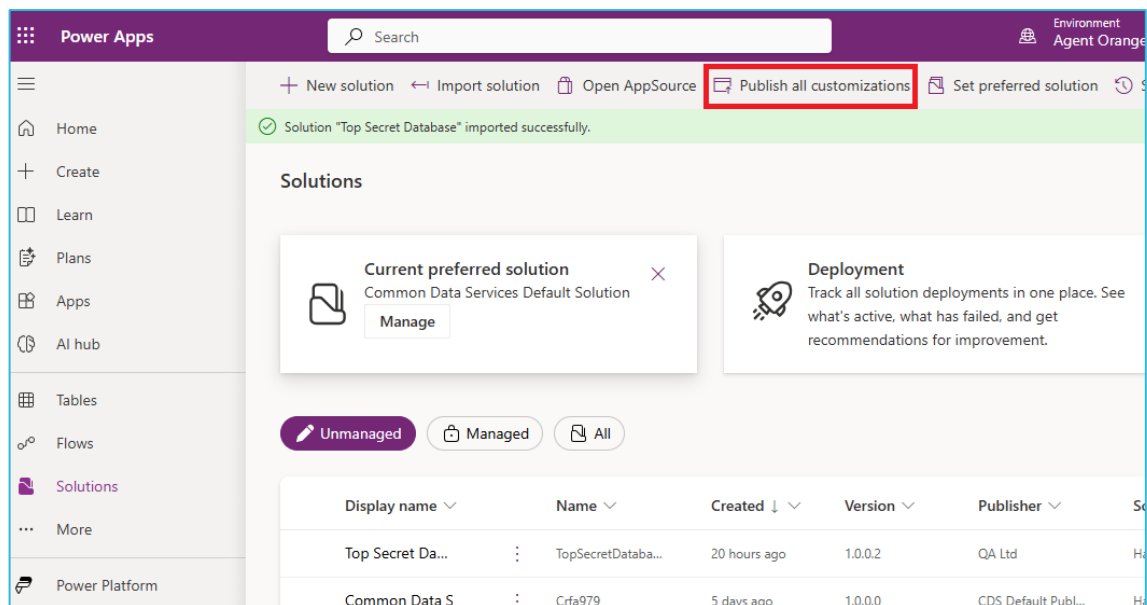 Power Apps
Search
Environment
Agent Orange
New solution
Import solution
Open AppSource
Publish all customizations
Set preferred solution
Solution "Top Secret Database" imported successfully.
Home
Create
Learn
Plans
Apps
AI hub
Tables
Flows
Solutions
More
Power Platform
Solutions
Current preferred solution
Common Data Services Default Solution
Manage
Deployment
Track all solution deployments in one place. See
what's active, what has failed, and get
recommendations for improvement.
Unmanaged
Managed
All
Display name
Name
Created
Version
Publisher
Top Secret Da...
TopSecretDataba...
20 hours ago
1.0.0.2
QA Ltd
Common Data S
Crfa979
5 days ago
1.0.0.0
CDS Default Publ...